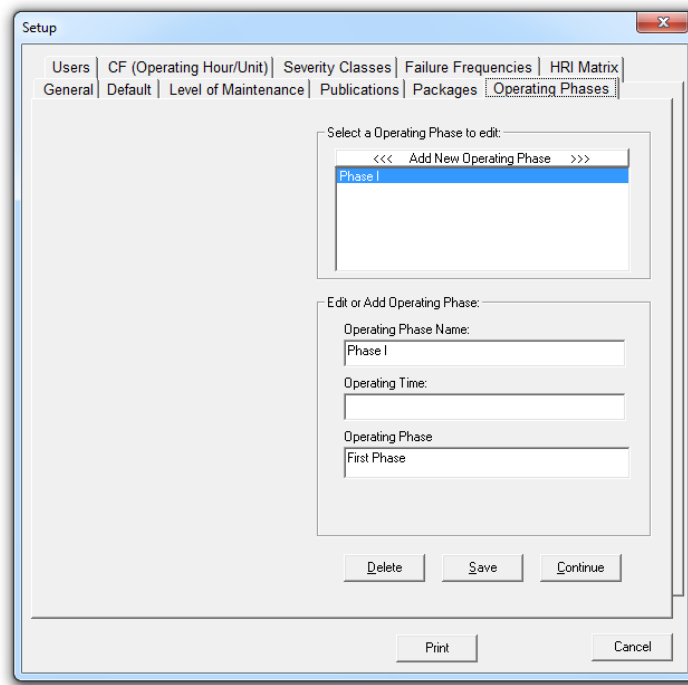 Setup
x
Users CF (Operating Hour/Unit) Severity Classes Failure Frequencies HRI Matrix
General Default Level of Maintenance Publications Packages Operating Phases
Select a Operating Phase to edit:
<<< Add New Operating Phase >>>
Phase I
Edit or Add Operating Phase:
Operating Phase Name:
Phase I
Operating Time:
Operating Phase
First Phase
Delete Save Continue
Print Cancel